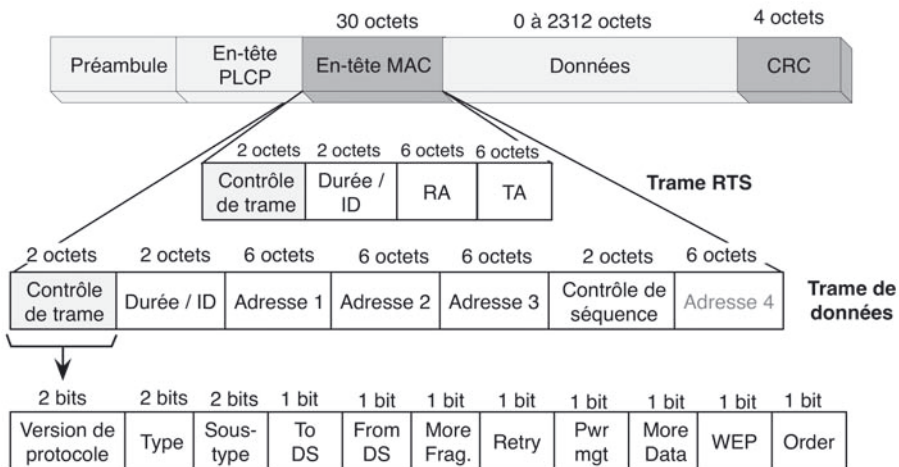 30 octets 0 à 2312 octets 4 octets
Préambule En-tête PLCP En-tête MAC Données CRC
2 octets 2 octets 6 octets 6 octets
Contrôle de trame Durée / ID RA TA
Trame RTS
2 octets 2 octets 6 octets 6 octets 6 octets 2 octets 6 octets
Contrôle de trame Durée / ID Adresse 1 Adresse 2 Adresse 3 Contrôle de séquence Adresse 4
Trame de données
2 bits 2 bits 2 bits 1 bit 1 bit 1 bit 1 bit 1 bit 1 bit 1 bit 1 bit
Version de protocole Type Sous-type To DS From DS More Frag. Retry Pwr mgt More Data WEP Order